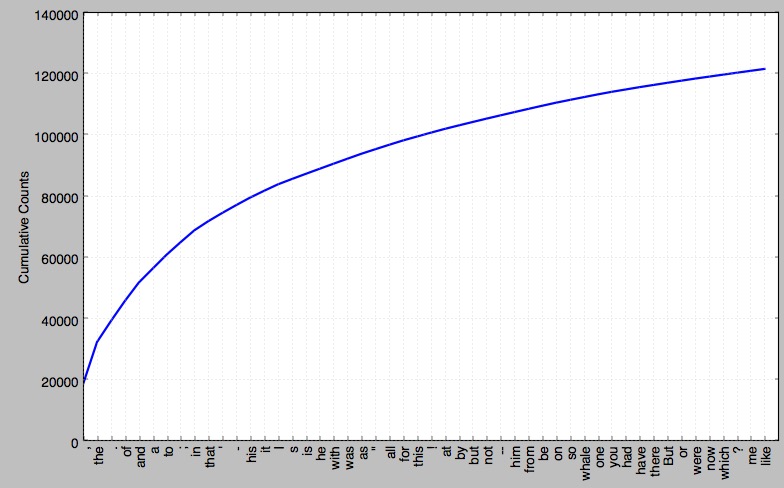 140000
120000
100000
80000
60000
40000
20000
0
Cumulative Counts
,
the
.
of
and
a
to
;
in
that
'
-
his
it
I
s
is
he
with
was
as
"
all
for
this
!
at
by
but
not
--
him
from
be
on
so
whale
one
you
had
have
there
But
or
were
now
which
?
me
like